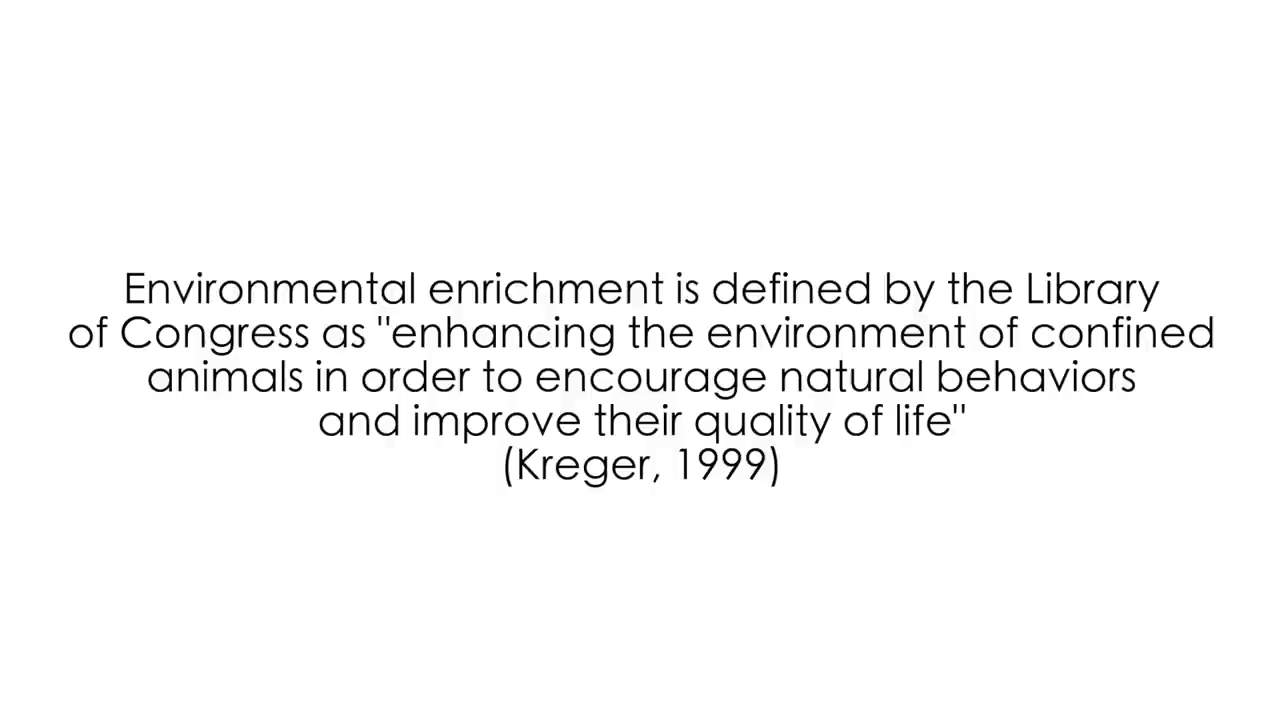 Environmental enrichment is defined by the Library
of Congress as "enhancing the environment of confined
animals in order to encourage natural behaviors
and improve their quality of life"
(Kreger, 1999)